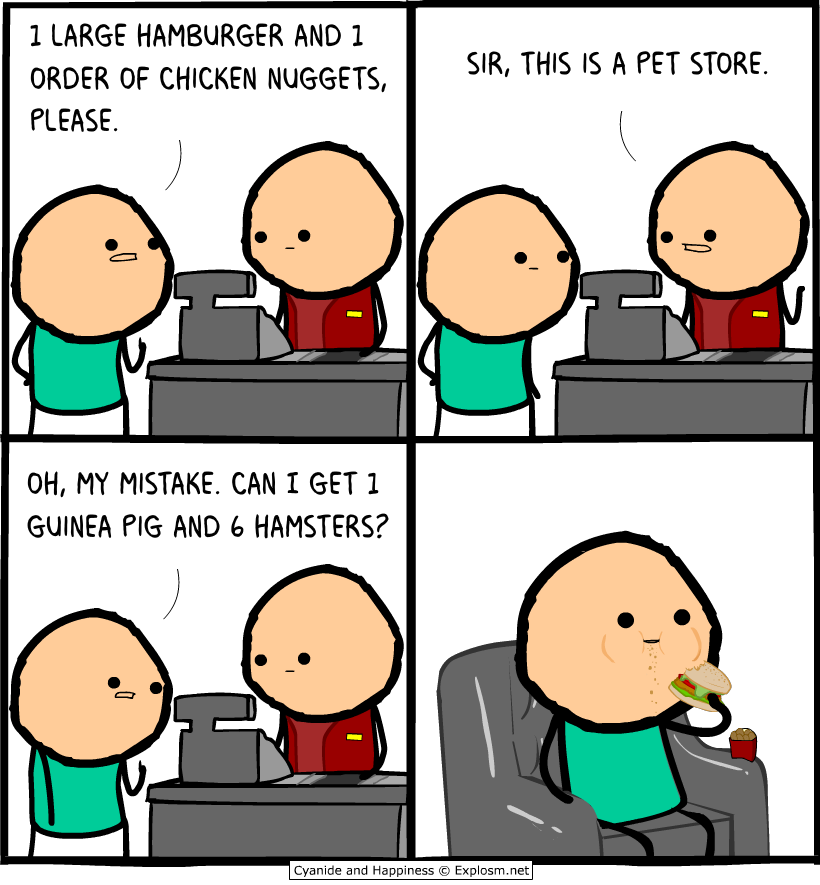 1 LARGE HAMBURGER AND 1
ORDER OF CHICKEN NUGGETS,
PLEASE.
SIR, THIS IS A PET STORE.
OH, MY MISTAKE. CAN I GET 1
GUINEA PIG AND 6 HAMSTERS?
Cyanide and Happiness © Explosm.net